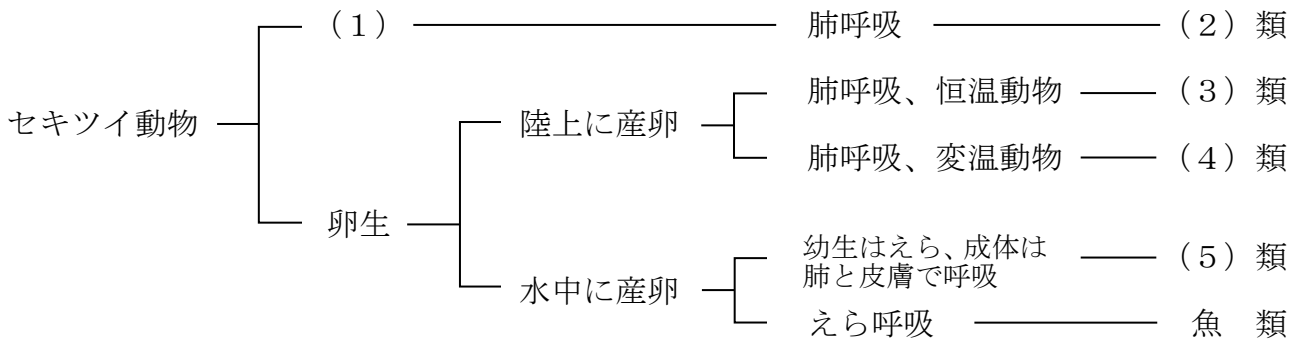 （１） 肺呼吸 （２）類
肺呼吸、恒温動物 （３）類
セキツイ動物 陸上に産卵
肺呼吸、変温動物 （４）類
卵生
幼生はえら、成体は
肺と皮膚で呼吸 （５）類
水中に産卵
えら呼吸 魚 類